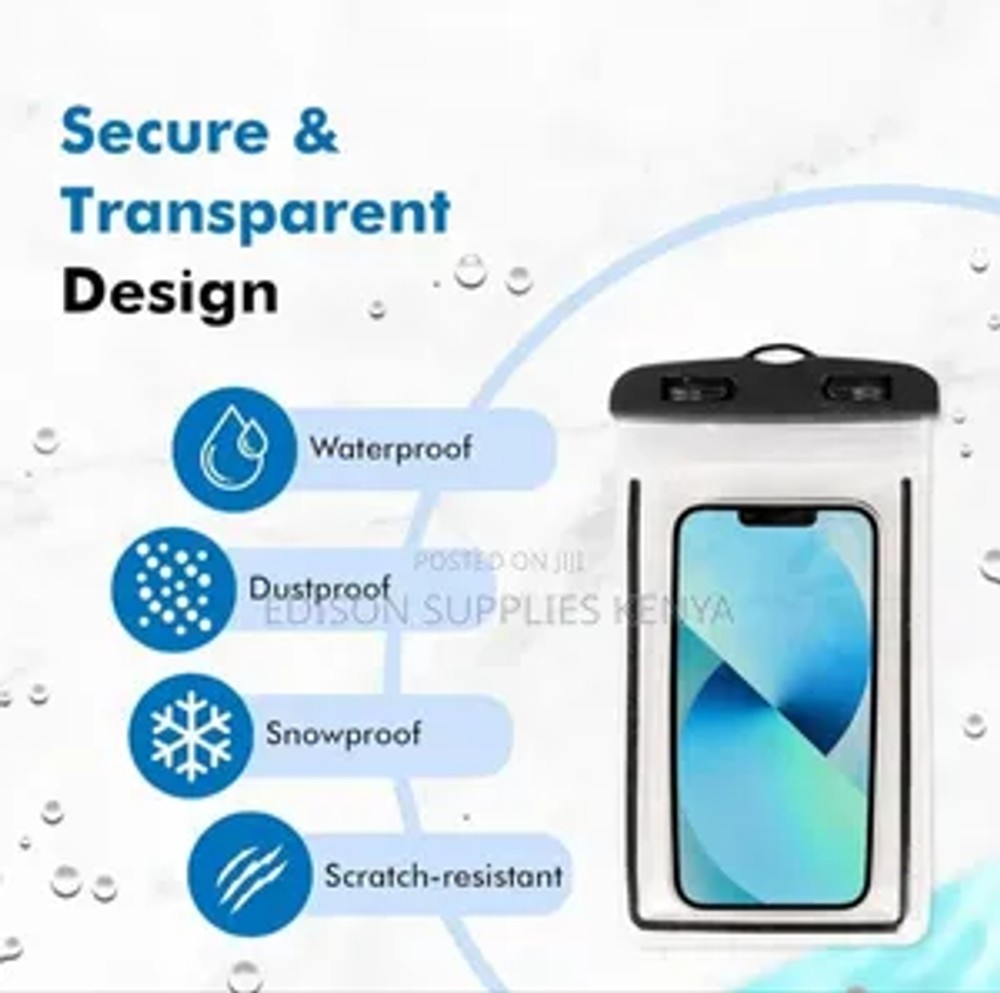 Secure &
Transparent
Design
Waterproof
POSTED ON JIJI
Dustproof
EDISON SUPPLIES KENYA
Snowproof
Scratch-resistant